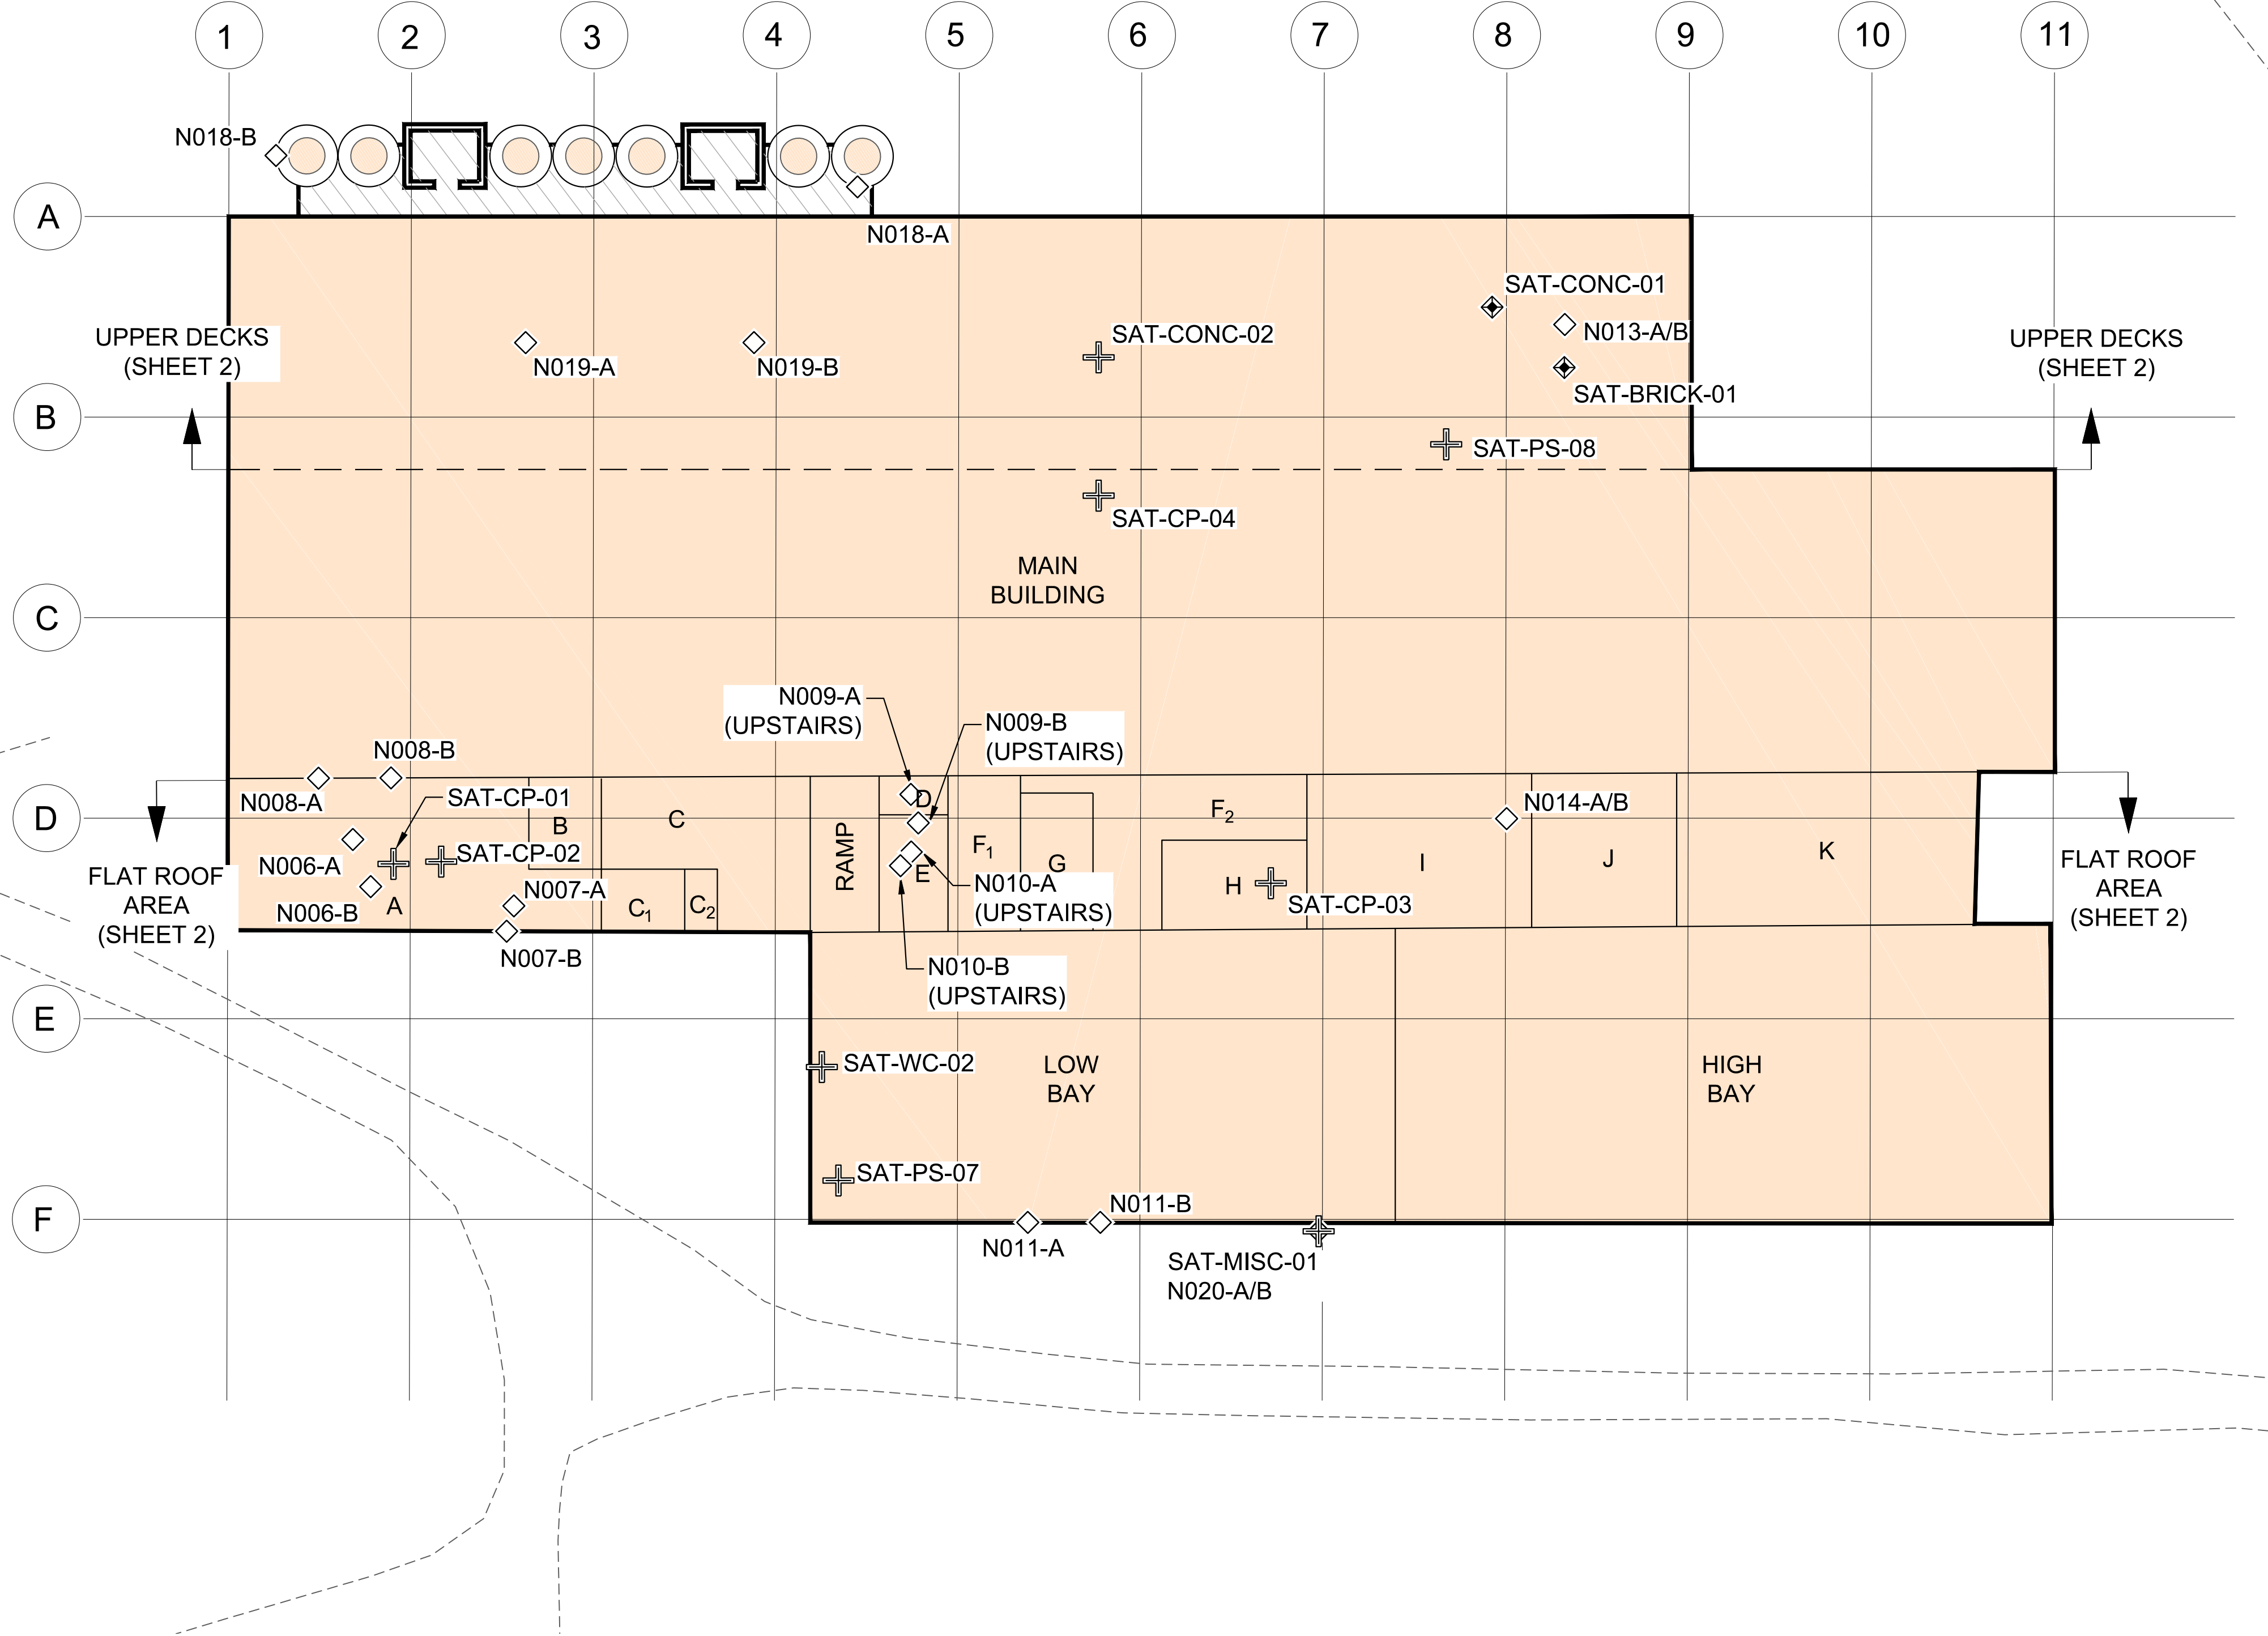 1
2
3
4
5
6
7
8
9
10
11
N018-B
A
N018-A
SAT-CONC-01
UPPER DECKS
(SHEET 2)
SAT-CONC-02
N013-A/B
UPPER DECKS
(SHEET 2)
N019-A
N019-B
SAT-BRICK-01
B
SAT-PS-08
SAT-CP-04
MAIN
BUILDING
C
N009-A
(UPSTAIRS)
N009-B
(UPSTAIRS)
N008-B
N008-A
SAT-CP-01
D
B
C
RAMP
D
F2
N014-A/B
N006-A
SAT-CP-02
F1
G
E
I
J
K
FLAT ROOF
AREA
(SHEET 2)
N006-B
A
N007-A
C1
C2
N010-A
(UPSTAIRS)
H
SAT-CP-03
FLAT ROOF
AREA
(SHEET 2)
N007-B
N010-B
(UPSTAIRS)
E
SAT-WC-02
LOW
BAY
HIGH
BAY
SAT-PS-07
F
N011-B
N011-A
SAT-MISC-01
N020-A/B